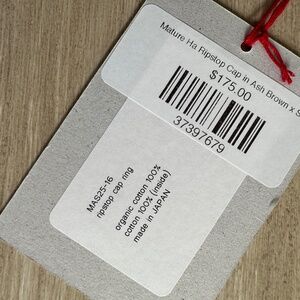 Mature Ha Ripstop Cap in Ash Brown x S
$175.00
37397679
MAS25-16
ripstop cap ring
organic cotton 100%
cotton 100% (inside)
made in JAPAN